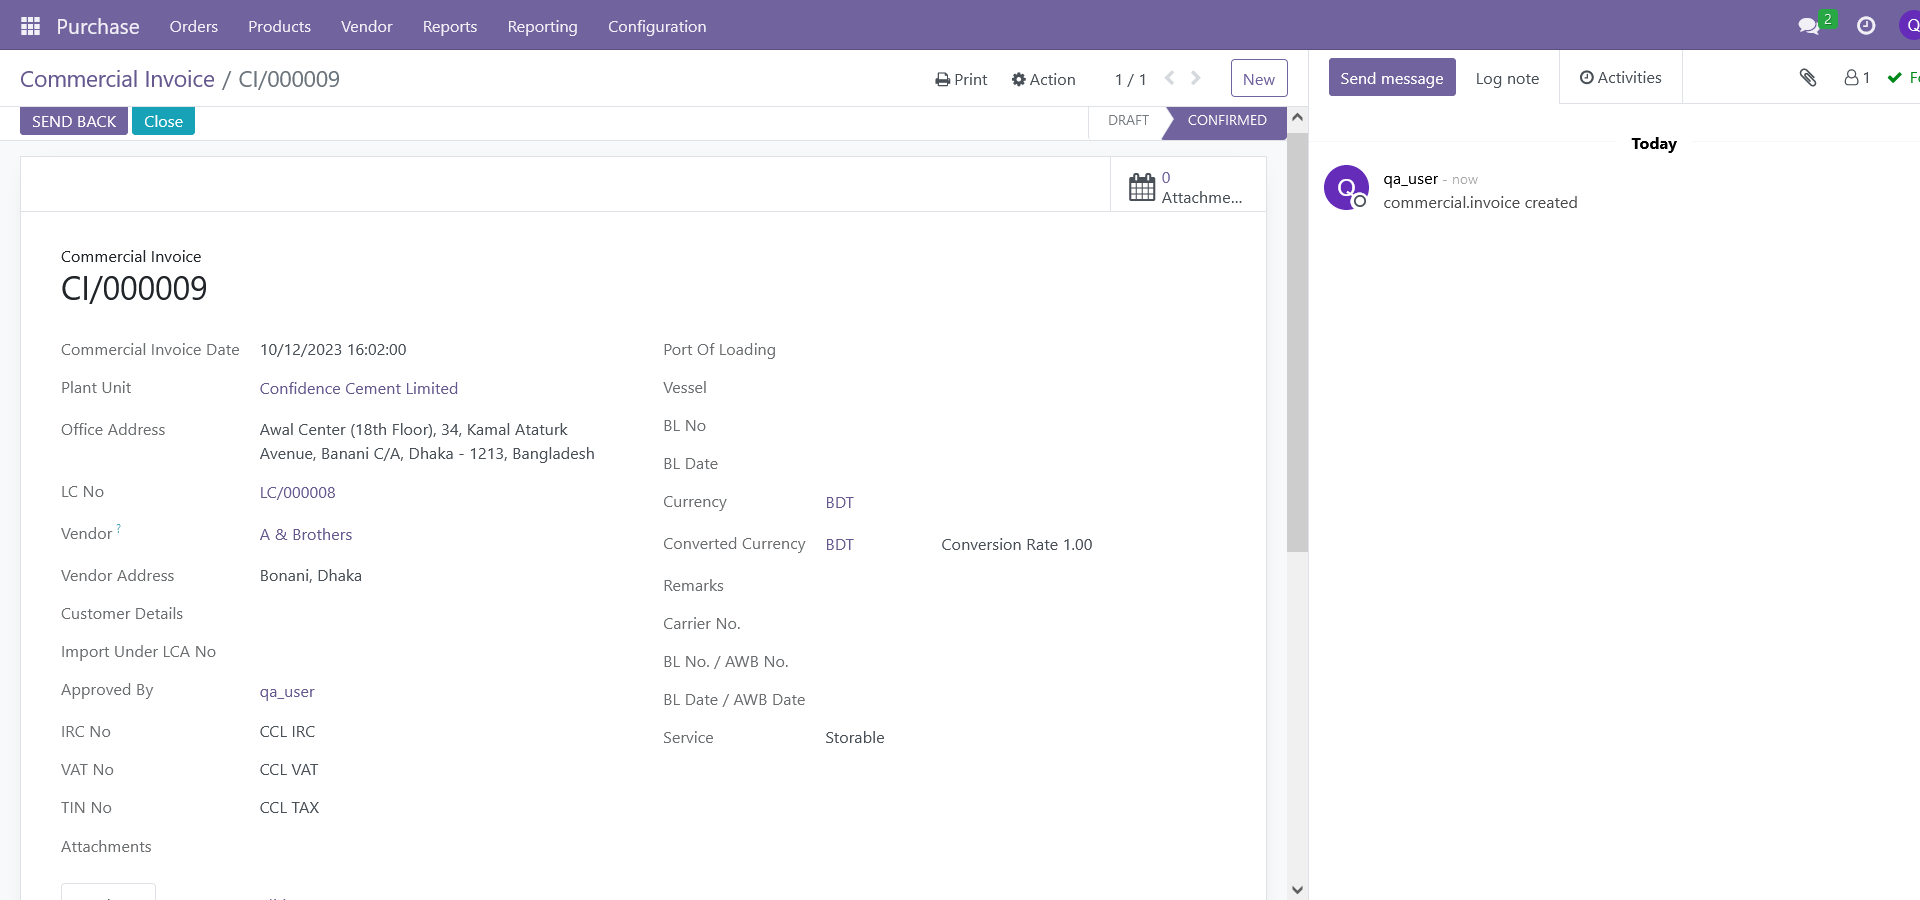 Purchase Orders Products Vendor Reports Reporting Configuration 2 Q
Commercial Invoice / CI/000009 Print Action 1 / 1 New Send message Log note Activities 1
SEND BACK Close DRAFT CONFIRMED
Today
0
Attachme...
Q qa_user - now
commercial.invoice created
Commercial Invoice
CI/000009
Commercial Invoice Date 10/12/2023 16:02:00
Plant Unit Confidence Cement Limited
Office Address Awal Center (18th Floor), 34, Kamal Ataturk
Avenue, Banani C/A, Dhaka - 1213, Bangladesh
LC No LC/000008
Vendor ? A & Brothers
Vendor Address Bonani, Dhaka
Customer Details
Import Under LCA No
Approved By qa_user
IRC No CCL IRC
VAT No CCL VAT
TIN No CCL TAX
Attachments
Port Of Loading
Vessel
BL No
BL Date
Currency BDT
Converted Currency BDT Conversion Rate 1.00
Remarks
Carrier No.
BL No. / AWB No.
BL Date / AWB Date
Service Storable